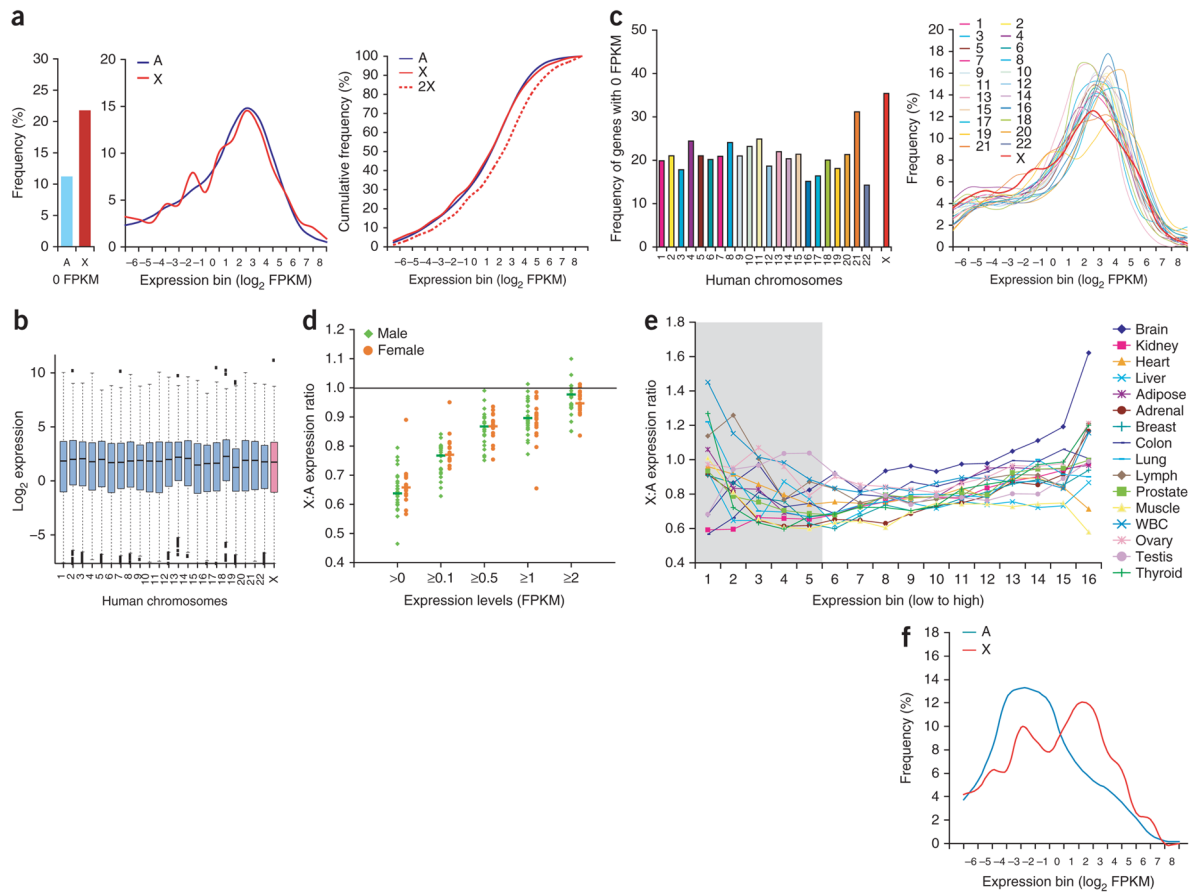 a
30
25
20
15
10
5
0
Frequency (%)
A X
0 FPKM
20
15
10
5
0
A
X
–6 –5 –4 –3 –2 –1 0 1 2 3 4 5 6 7 8
Expression bin (log2 FPKM)
100
90
80
70
60
50
40
30
20
10
0
Cumulative frequency (%)
A
X
2X
–6 –5 –4 –3 –2 –1 0 1 2 3 4 5 6 7 8
Expression bin (log2 FPKM)
c
50
40
30
20
10
0
Frequency of genes with 0 FPKM
1 2 3 4 5 6 7 8 9 10 11 12 13 14 15 16 17 18 19 20 21 22 X
Human chromosomes
20
18
16
14
12
10
8
6
4
2
0
Frequency (%)
1 2
3 4
5 6
7 8
9 10
11 12
13 14
15 16
17 18
19 20
21 22
X
–6 –5 –4 –3 –2 –1 0 1 2 3 4 5 6 7 8
Expression bin (log2 FPKM)
b
10
5
0
–5
Log2 expression
1 2 3 4 5 6 7 8 9 10 11 12 13 14 15 16 17 18 19 20 21 22 X
Human chromosomes
d
1.2
1.1
1.0
0.9
0.8
0.7
0.6
0.5
0.4
X:A expression ratio
Male
Female
>0 ≥0.1 ≥0.5 ≥1 ≥2
Expression levels (FPKM)
e
1.8
1.6
1.4
1.2
1.0
0.8
0.6
0.4
X:A expression ratio
1 2 3 4 5 6 7 8 9 10 11 12 13 14 15 16
Expression bin (low to high)
Brain
Kidney
Heart
Liver
Adipose
Adrenal
Breast
Colon
Lung
Lymph
Prostate
Muscle
WBC
Ovary
Testis
Thyroid
f
18
16
14
12
10
8
6
4
2
0
Frequency (%)
A
X
–6 –5 –4 –3 –2 –1 0 1 2 3 4 5 6 7 8
Expression bin (log2 FPKM)